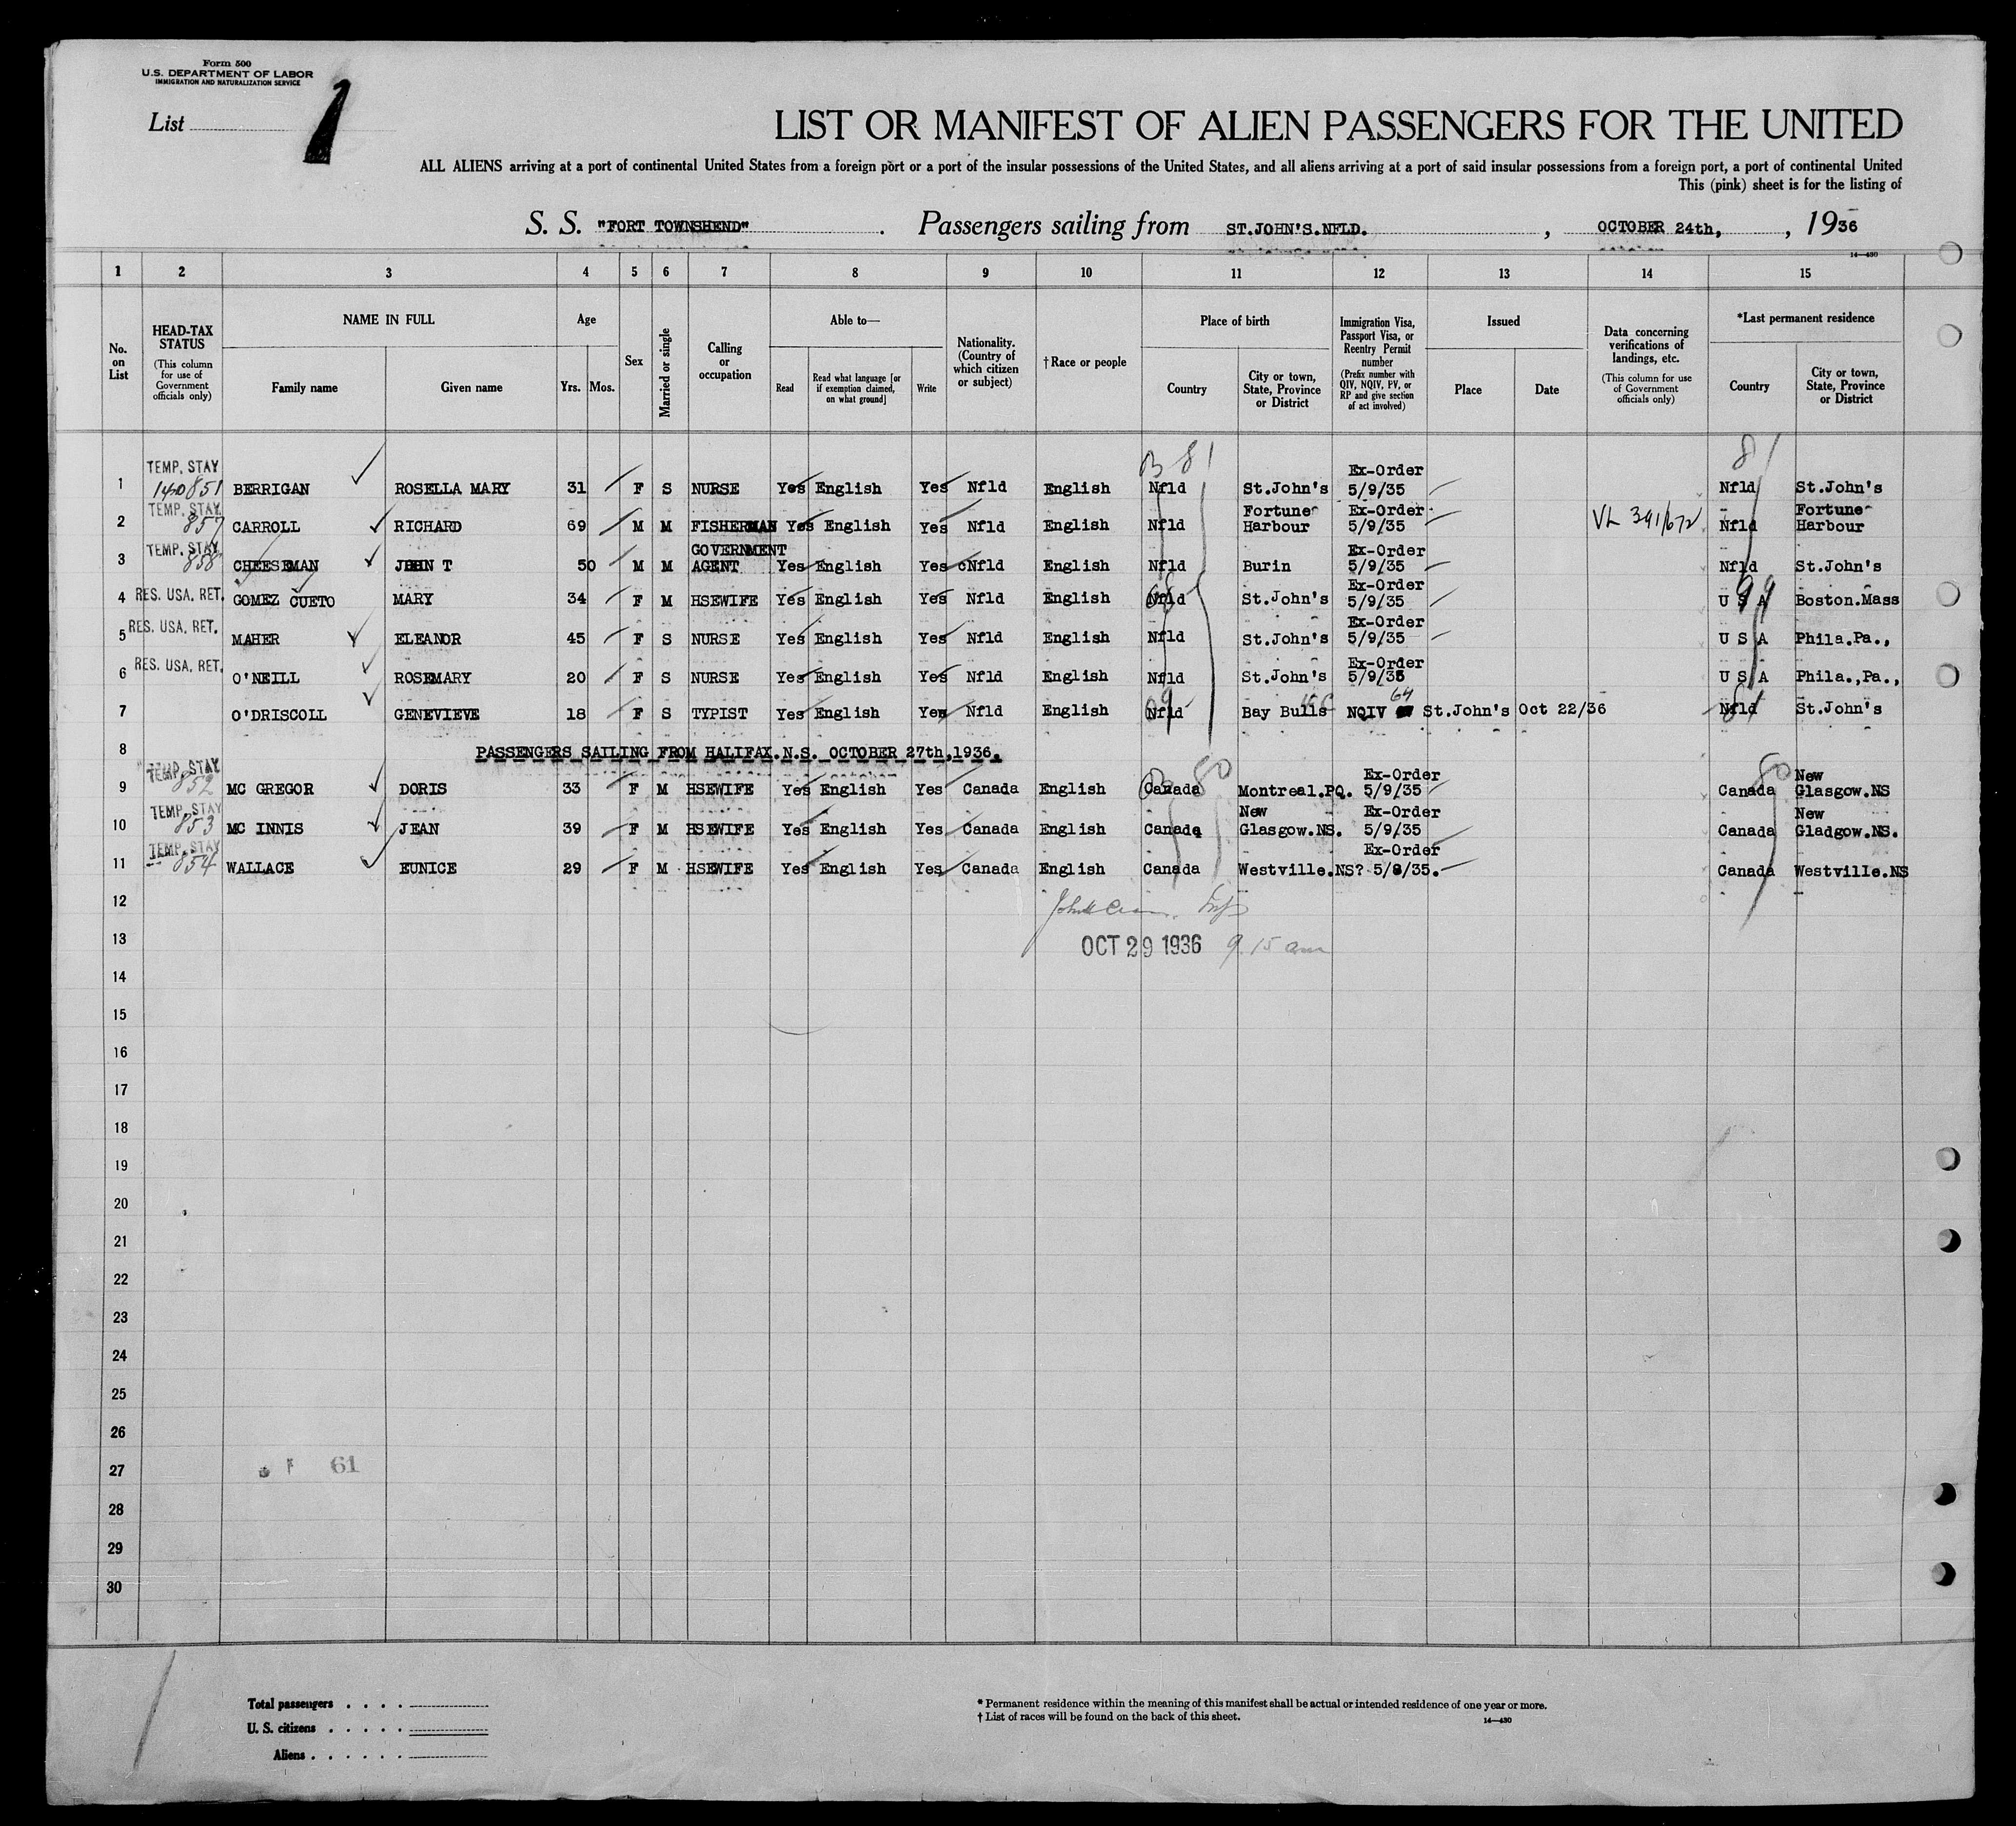 Form 500
U.S. DEPARTMENT OF LABOR
IMMIGRATION AND NATURALIZATION SERVICE
List 1
LIST OR MANIFEST OF ALIEN PASSENGERS FOR THE UNITED
ALL ALIENS arriving at a port of continental United States from a foreign port or a port of the insular possessions of the United States, and all aliens arriving at a port of said insular possessions from a foreign port, a port of continental United
This (pink) sheet is for the listing of
S. S. "FORT TOWNSHEND" . Passengers sailing from ST.JOHN'S.NFLD. , OCTOBER 24th, , 1936
14—430
1 2 3 4 5 6 7 8 9 10 11 12 13 14 15
No. on List
HEAD-TAX STATUS (This column for use of Government officials only)
NAME IN FULL
Family name Given name
Age
Yrs. Mos.
Sex
Married or single
Calling or occupation
Able to—
Read
Read what language [or if exemption claimed, on what ground]
Write
Nationality. (Country of which citizen or subject)
†Race or people
Place of birth
Country
City or town, State, Province or District
Immigration Visa, Passport Visa, or Reentry Permit number (Prefix number with QIV, NQIV, PV, or RP and give section of act involved)
Issued
Place Date
Data concerning verifications of landings, etc. (This column for use of Government officials only)
*Last permanent residence
Country
City or town, State, Province or District
B 81 81
1 TEMP. STAY 140851 BERRIGAN ROSELLA MARY 31 F S NURSE Yes English Yes Nfld English Nfld St.John's Ex-Order 5/9/35 Nfld St.John's
2 TEMP. STAY 857 CARROLL RICHARD 69 M M FISHERMAN Yes English Yes Nfld English Nfld Fortune Harbour Ex-Order 5/9/35 VL 391/672 Nfld Fortune Harbour
3 TEMP. STAY 858 CHEESEMAN JOHN T 50 M M GOVERNMENT AGENT Yes English Yes Nfld English Nfld Burin Ex-Order 5/9/35 Nfld St.John's
4 RES. USA. RET. GOMEZ CUETO MARY 34 F M HSEWIFE Yes English Yes Nfld English Nfld St.John's Ex-Order 5/9/35 U S A 99 Boston.Mass
5 RES. USA. RET. MAHER ELEANOR 45 F S NURSE Yes English Yes Nfld English Nfld St.John's Ex-Order 5/9/35 U S A Phila.Pa.,
6 RES. USA. RET. O'NEILL ROSEMARY 20 F S NURSE Yes English Yes Nfld English Nfld St.John's Ex-Order 5/9/35 U S A Phila.,Pa.,
7 O'DRISCOLL GENEVIEVE 18 F S TYPIST Yes English Yes Nfld English Nfld Bay Bulls NQIV 64 St.John's Oct 22/36 Nfld 81 St.John's
8 PASSENGERS SAILING FROM HALIFAX.N.S. OCTOBER 27th,1936.
9 TEMP. STAY 852 MC GREGOR DORIS 33 F M HSEWIFE Yes English Yes Canada English Canada 80 Montreal.PQ. Ex-Order 5/9/35 Canada 80 New Glasgow.NS
10 TEMP. STAY 853 MC INNIS JEAN 39 F M HSEWIFE Yes English Yes Canada English Canada New Glasgow.NS. Ex-Order 5/9/35 Canada New Gladgow.NS.
11 TEMP. STAY 854 WALLACE EUNICE 29 F M HSEWIFE Yes English Yes Canada English Canada Westville.NS? Ex-Order 5/9/35. Canada Westville.NS
12
13 OCT 29 1936 9.15 am
14
15
16
17
18
19
20
21
22
23
24
25
26
27 61
28
29
30
Total passengers . . . .
U. S. citizens . . . . .
Aliens . . . . . .
* Permanent residence within the meaning of this manifest shall be actual or intended residence of one year or more.
† List of races will be found on the back of this sheet.
14—430